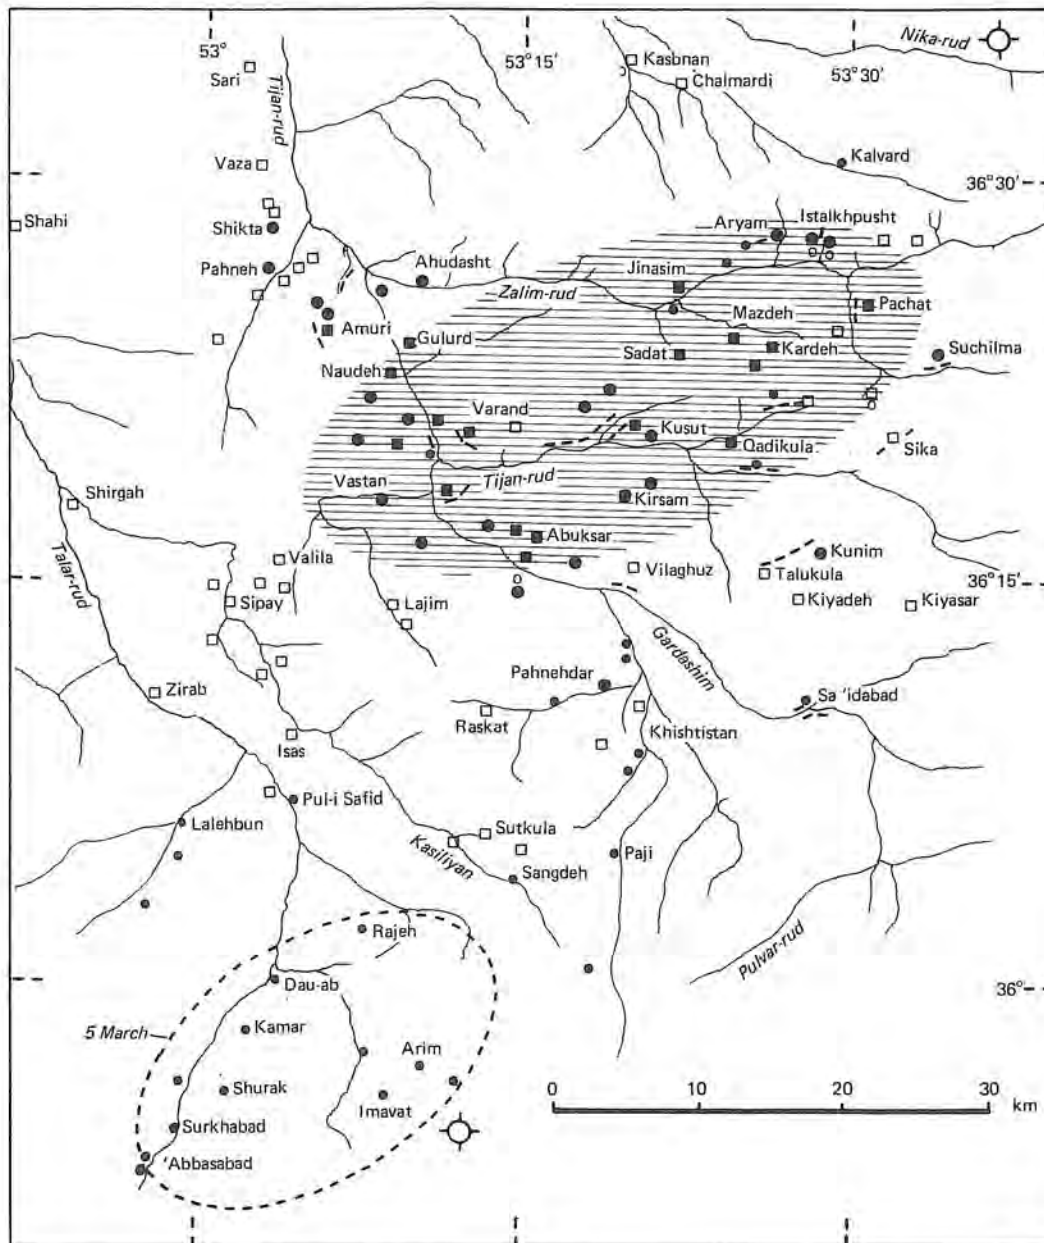 53°
53°15'
53°30'
Nika-rud
Sari
Tijan-rud
Kasbnan
Chalmardi
Vaza
Kalvard
36°30'
Shahi
Shikta
Aryam
Istalkhpusht
Pahneh
Ahudasht
Jinasim
Zalim-rud
Mazdeh
Pachat
Amuri
Gulurd
Sadat
Kardeh
Suchilma
Naudeh
Varand
Kusut
Qadikula
Sika
Vastan
Tijan-rud
Kirsam
Shirgah
Abuksar
Kunim
Talar-rud
Valila
Vilaghuz
Talukula
36°15'
Sipay
Lajim
Kiyadeh
Kiyasar
Gardashim
Pahnehdar
Zirab
Raskat
Sa'idabad
Khishtistan
Isas
Pul-i Safid
Lalehbun
Sutkula
Kasiliyan
Sangdeh
Paji
Rajeh
Pulvar-rud
Dau-ab
36°
5 March
Kamar
Arim
Shurak
Imavat
0 10 20 30
km
Surkhabad
'Abbasabad